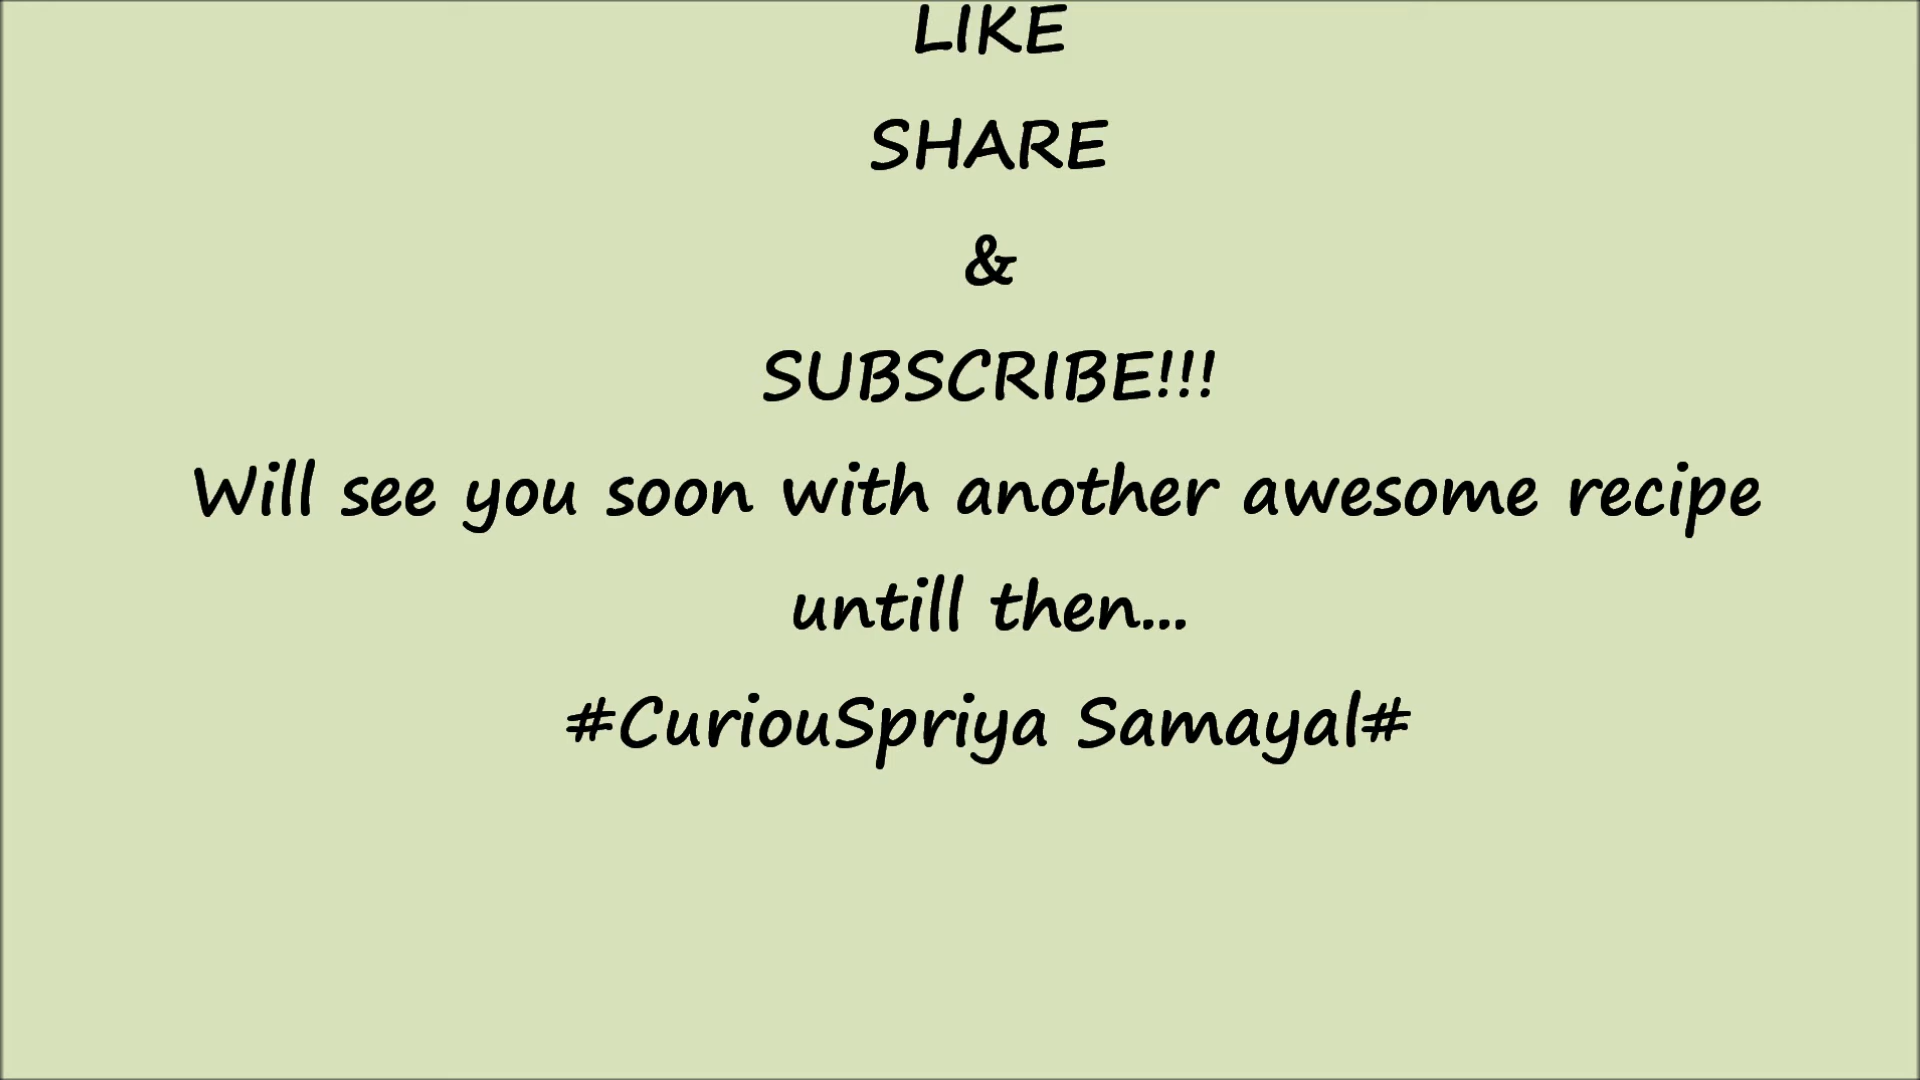 LIKE
SHARE
&
SUBSCRIBE!!!
Will see you soon with another awesome recipe
untill then...
#CuriouSpriya Samayal#